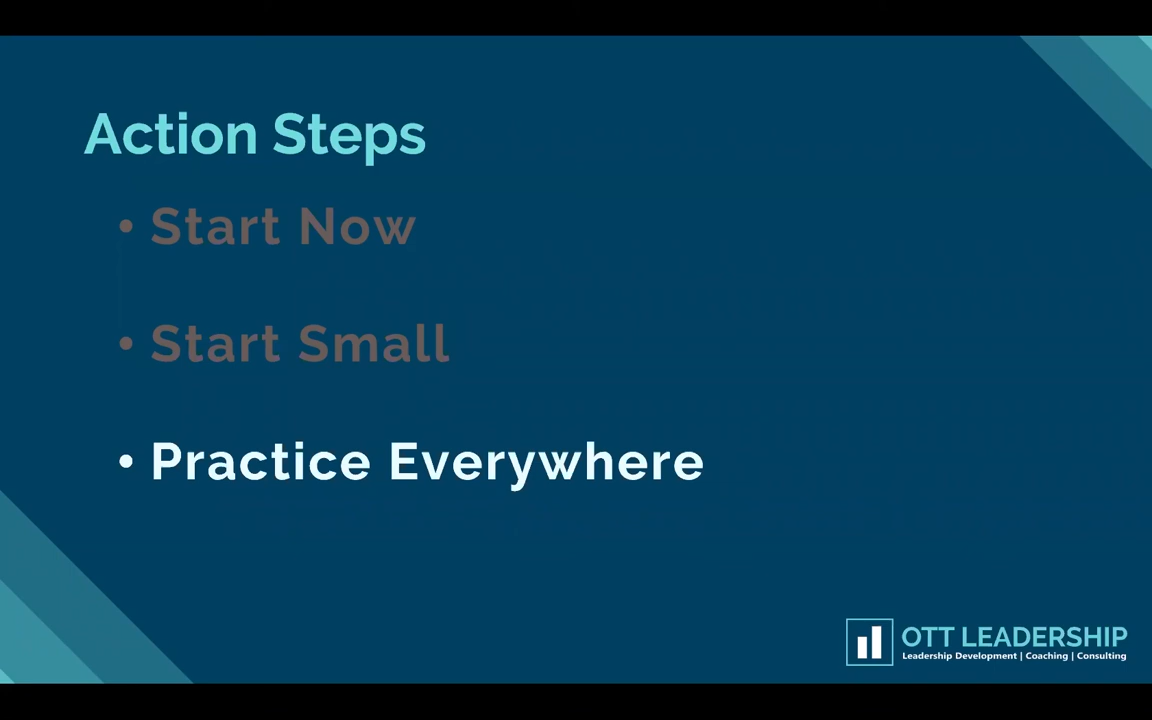 Action Steps
• Start Now
• Start Small
• Practice Everywhere
OTT LEADERSHIP
Leadership Development | Coaching | Consulting